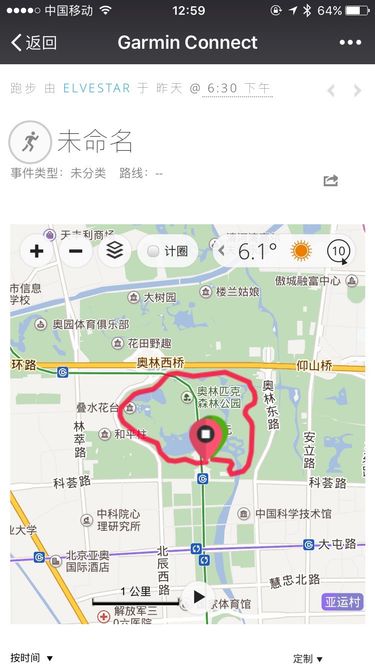 中国移动 12:59 64%
返回 Garmin Connect
跑步 由 ELVESTAR 于 昨天 @ 6:30 下午
未命名
事件类型: 未分类 路线: --
天吉利商场
+ − 计圈 6.1° 10
傲城融富中心
市信息
学校
大树园
楼兰姑娘
奥园体育俱乐部
花田野趣
环路
奥林西桥
仰山桥
奥林匹克
森林公园
奥林东路
叠水花台
和平柱
林萃路
安立路
科荟路
科荟路
中科院心
理研究所
中国科学技术馆
业大学
大屯路
北京亚奥
国际酒店
北辰西路
慧忠北路
1 公里
亚运村
解放军三
0六医院
家体育馆
按时间 ▼
定制 ▼